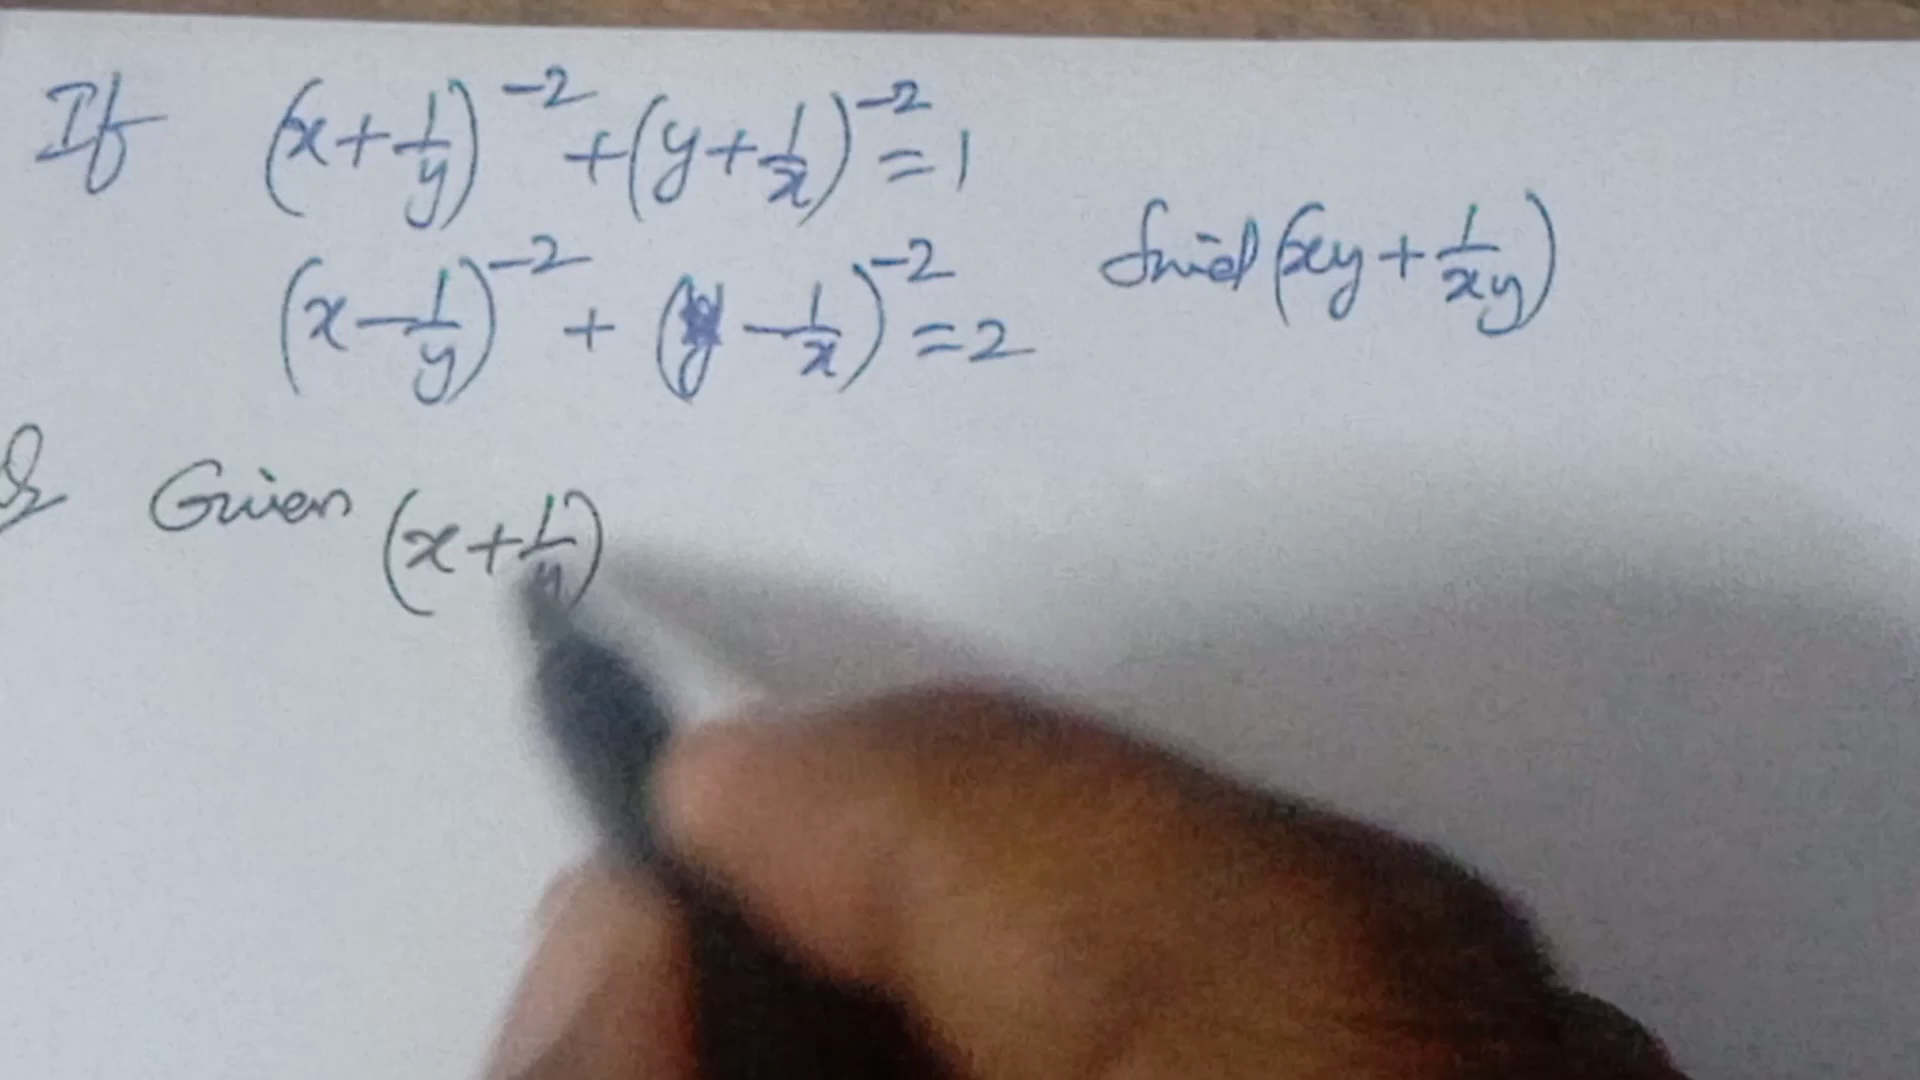 If (x+1/y)^-2 + (y+1/x)^-2 = 1
(x-1/y)^-2 + (y-1/x)^-2 = 2 find (xy+1/xy)
Given (x+1/y)